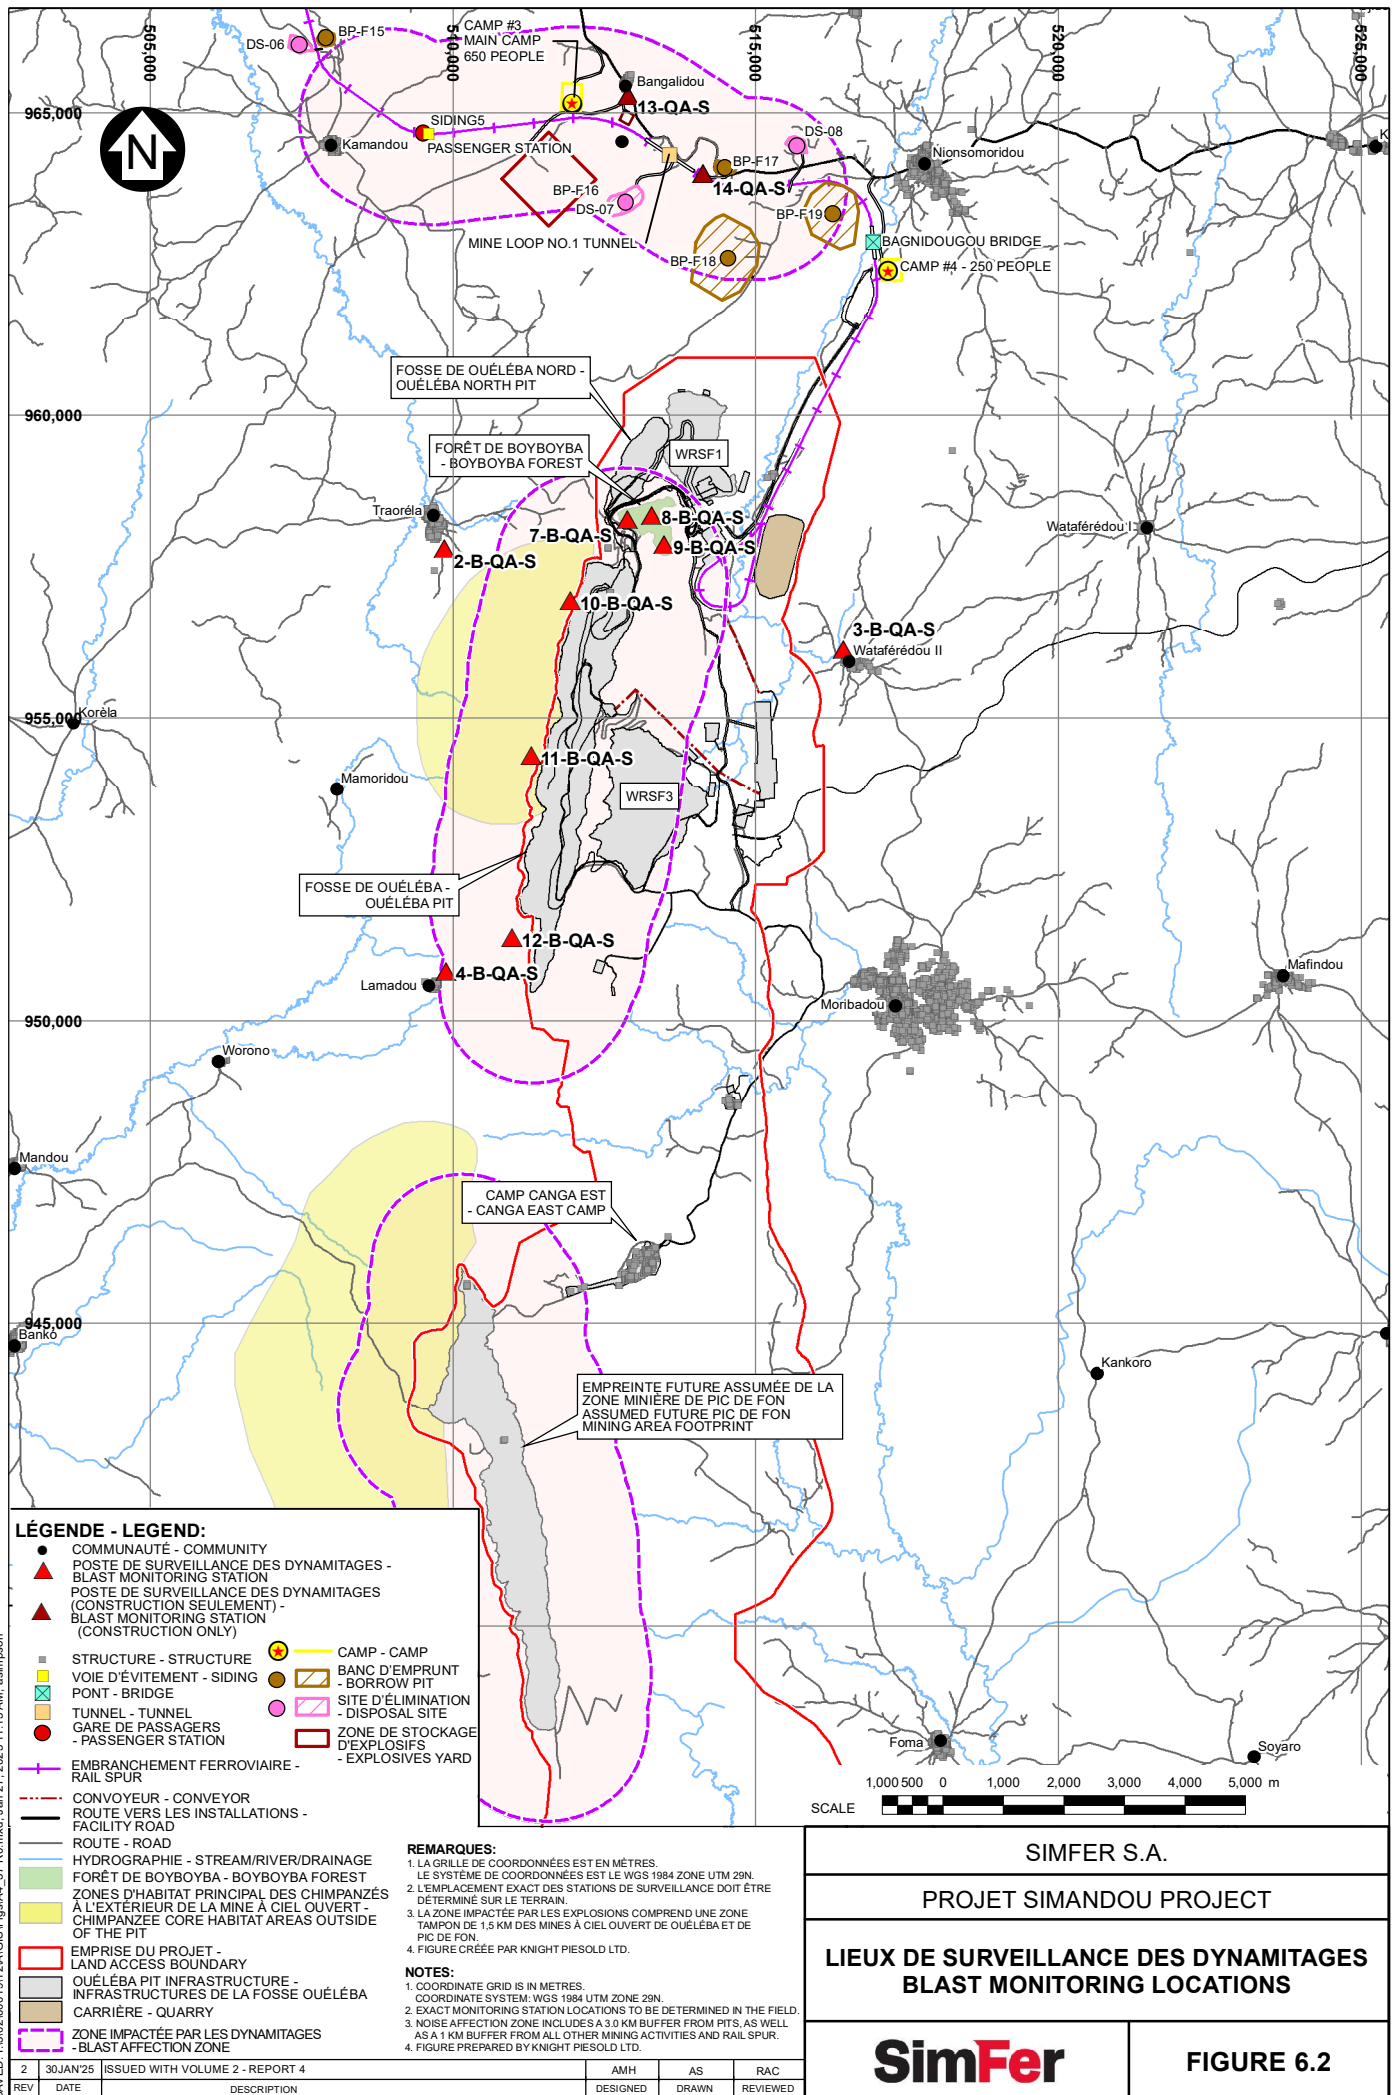 505,000
510,000
515,000
520,000
525,000
965,000
960,000
955,000
950,000
945,000
N
DS-06
BP-F15
CAMP #3
MAIN CAMP
650 PEOPLE
Bangalidou
13-QA-S
SIDING5
PASSENGER STATION
Kamandou
DS-08
Nionsomoridou
K
BP-F17
14-QA-S
BP-F16
DS-07
BP-F19
MINE LOOP NO.1 TUNNEL
BP-F18
BAGNIDOUGOU BRIDGE
CAMP #4 - 250 PEOPLE
FOSSE DE OUÉLÉBA NORD -
OUÉLÉBA NORTH PIT
FORÊT DE BOYBOYBA
- BOYBOYBA FOREST
WRSF1
Traoréla
8-B-QA-S
7-B-QA-S
9-B-QA-S
2-B-QA-S
Wataférédou I
10-B-QA-S
3-B-QA-S
Wataférédou II
Korèla
11-B-QA-S
Mamoridou
WRSF3
FOSSE DE OUÉLÉBA -
OUÉLÉBA PIT
12-B-QA-S
4-B-QA-S
Lamadou
Mafindou
Moribadou
Worono
Mandou
CAMP CANGA EST
- CANGA EAST CAMP
Banko
Kankoro
EMPREINTE FUTURE ASSUMÉE DE LA
ZONE MINIÈRE DE PIC DE FON
ASSUMED FUTURE PIC DE FON
MINING AREA FOOTPRINT
Foma
Soyaro
LÉGENDE - LEGEND:
COMMUNAUTÉ - COMMUNITY
POSTE DE SURVEILLANCE DES DYNAMITAGES -
BLAST MONITORING STATION
POSTE DE SURVEILLANCE DES DYNAMITAGES
(CONSTRUCTION SEULEMENT) -
BLAST MONITORING STATION
(CONSTRUCTION ONLY)
STRUCTURE - STRUCTURE
VOIE D'ÉVITEMENT - SIDING
PONT - BRIDGE
TUNNEL - TUNNEL
GARE DE PASSAGERS
- PASSENGER STATION
CAMP - CAMP
BANC D'EMPRUNT
- BORROW PIT
SITE D'ÉLIMINATION
- DISPOSAL SITE
ZONE DE STOCKAGE
D'EXPLOSIFS
- EXPLOSIVES YARD
EMBRANCHEMENT FERROVIAIRE -
RAIL SPUR
CONVOYEUR - CONVEYOR
ROUTE VERS LES INSTALLATIONS -
FACILITY ROAD
ROUTE - ROAD
HYDROGRAPHIE - STREAM/RIVER/DRAINAGE
FORÊT DE BOYBOYBA - BOYBOYBA FOREST
ZONES D'HABITAT PRINCIPAL DES CHIMPANZÉS
À L'EXTÉRIEUR DE LA MINE À CIEL OUVERT -
CHIMPANZEE CORE HABITAT AREAS OUTSIDE
OF THE PIT
EMPRISE DU PROJET -
LAND ACCESS BOUNDARY
OUÉLÉBA PIT INFRASTRUCTURE -
INFRASTRUCTURES DE LA FOSSE OUÉLÉBA
CARRIÈRE - QUARRY
ZONE IMPACTÉE PAR LES DYNAMITAGES
- BLAST AFFECTION ZONE
REMARQUES:
1. LA GRILLE DE COORDONNÉES EST EN MÈTRES.
LE SYSTÈME DE COORDONNÉES EST LE WGS 1984 ZONE UTM 29N.
2. L'EMPLACEMENT EXACT DES STATIONS DE SURVEILLANCE DOIT ÊTRE
DÉTERMINÉ SUR LE TERRAIN.
3. LA ZONE IMPACTÉE PAR LES EXPLOSIONS COMPREND UNE ZONE
TAMPON DE 1,5 KM DES MINES À CIEL OUVERT DE OUÉLÉBA ET DE
PIC DE FON.
4. FIGURE CRÉÉE PAR KNIGHT PIESOLD LTD.
NOTES:
1. COORDINATE GRID IS IN METRES.
COORDINATE SYSTEM: WGS 1984 UTM ZONE 29N.
2. EXACT MONITORING STATION LOCATIONS TO BE DETERMINED IN THE FIELD.
3. NOISE AFFECTION ZONE INCLUDES A 3.0 KM BUFFER FROM PITS, AS WELL
AS A 1 KM BUFFER FROM ALL OTHER MINING ACTIVITIES AND RAIL SPUR.
4. FIGURE PREPARED BY KNIGHT PIESOLD LTD.
1,000 500 0 1,000 2,000 3,000 4,000 5,000 m
SCALE
SIMFER S.A.
PROJET SIMANDOU PROJECT
LIEUX DE SURVEILLANCE DES DYNAMITAGES
BLAST MONITORING LOCATIONS
SimFer
FIGURE 6.2
2 30JAN'25 ISSUED WITH VOLUME 2 - REPORT 4 AMH AS RAC
REV DATE DESCRIPTION DESIGNED DRAWN REVIEWED